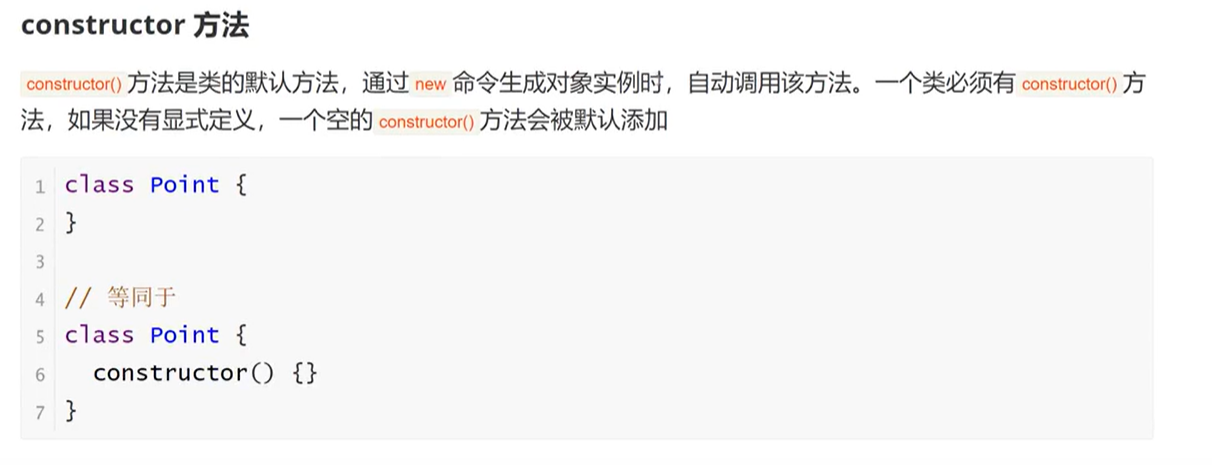 constructor 方法
constructor() 方法是类的默认方法，通过 new 命令生成对象实例时，自动调用该方法。一个类必须有 constructor() 方
法，如果没有显式定义，一个空的 constructor() 方法会被默认添加
1 class Point {
2 }
3
4 // 等同于
5 class Point {
6   constructor() {}
7 }